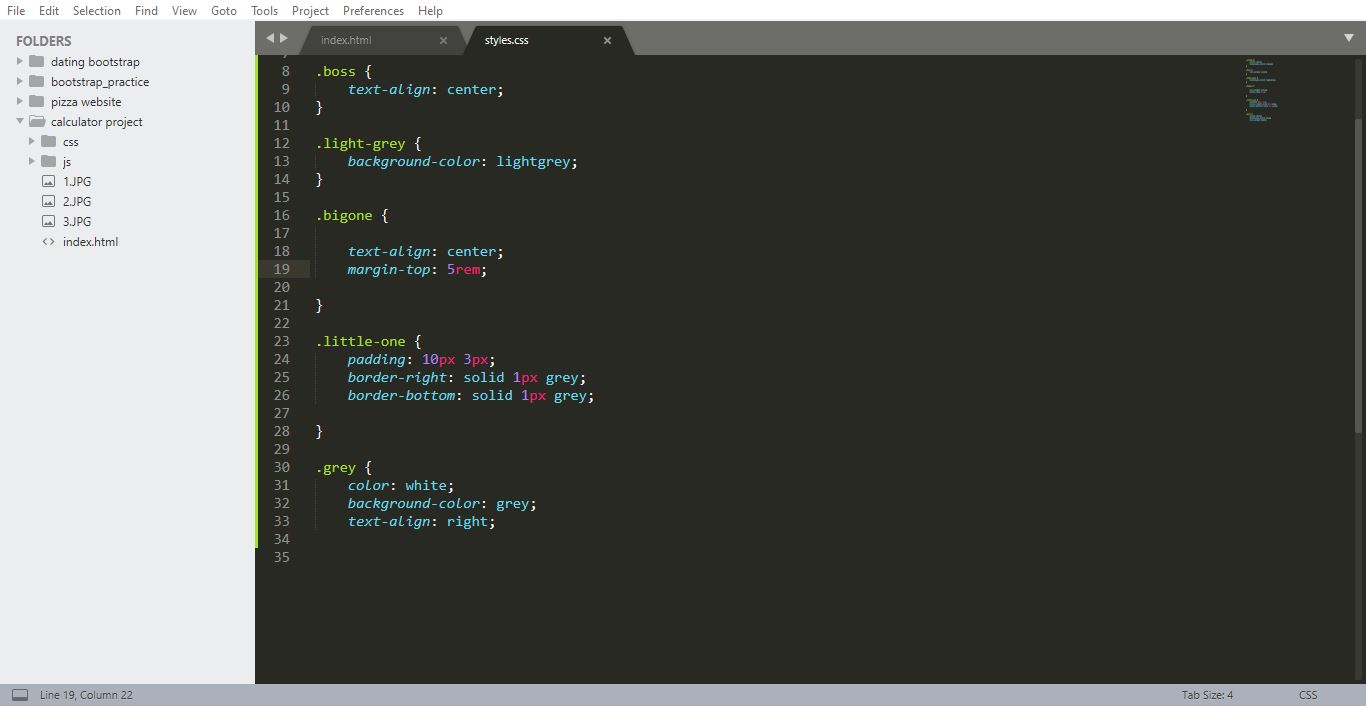 File Edit Selection Find View Goto Tools Project Preferences Help
FOLDERS
dating bootstrap
bootstrap_practice
pizza website
calculator project
css
js
1.JPG
2.JPG
3.JPG
<> index.html
index.html × styles.css ×
8 .boss {
9 text-align: center;
10 }
11
12 .light-grey {
13 background-color: lightgrey;
14 }
15
16 .bigone {
17
18 text-align: center;
19 margin-top: 5rem;
20
21 }
22
23 .little-one {
24 padding: 10px 3px;
25 border-right: solid 1px grey;
26 border-bottom: solid 1px grey;
27
28 }
29
30 .grey {
31 color: white;
32 background-color: grey;
33 text-align: right;
34
35
Line 19, Column 22 Tab Size: 4 CSS